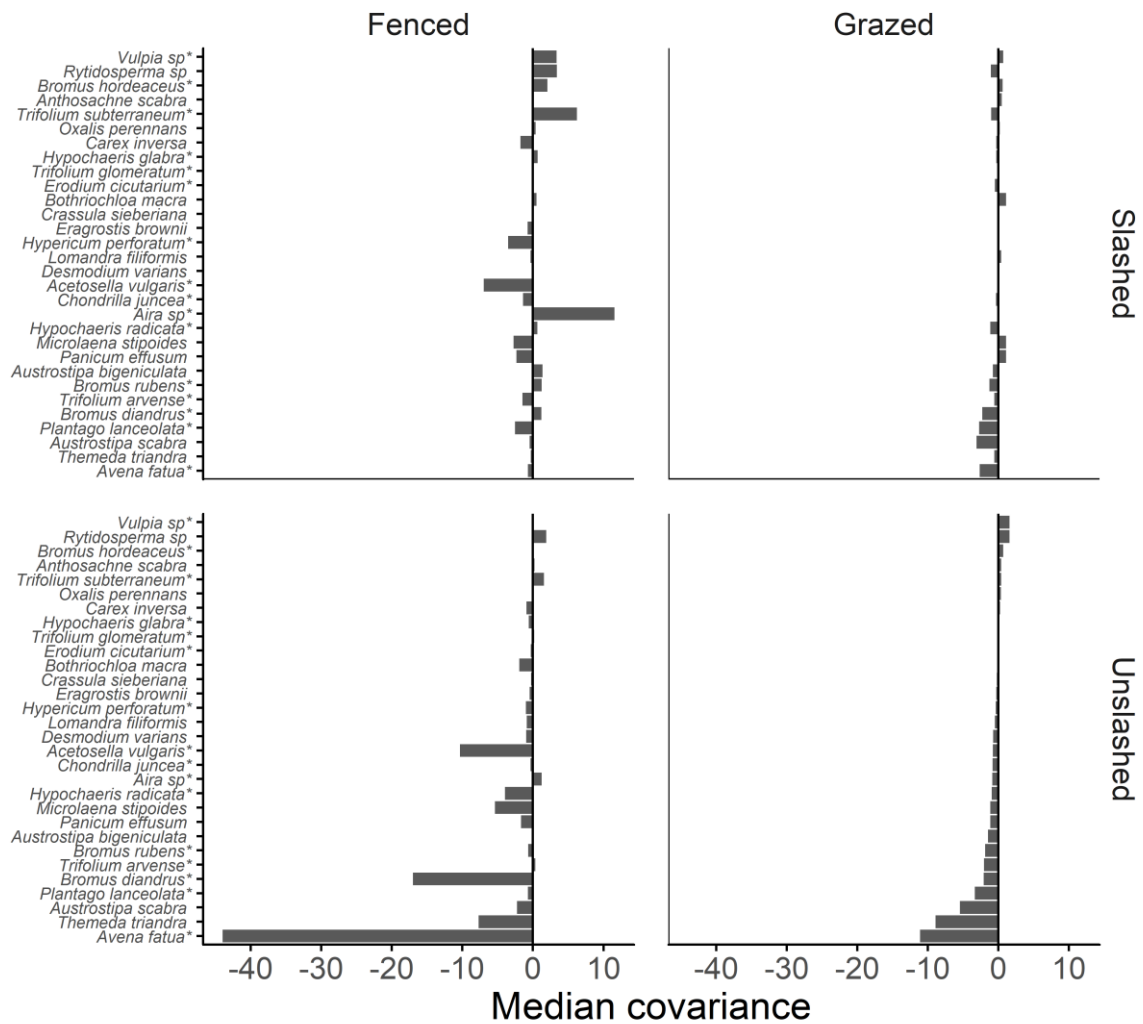 Fenced
Grazed
Vulpia sp*
Rytidosperma sp
Bromus hordeaceus*
Anthosachne scabra
Trifolium subterraneum*
Oxalis perennans
Carex inversa
Hypochaeris glabra*
Trifolium glomeratum*
Erodium cicutarium*
Bothriochloa macra
Crassula sieberiana
Eragrostis brownii
Hypericum perforatum*
Lomandra filiformis
Desmodium varians
Acetosella vulgaris*
Chondrilla juncea*
Aira sp*
Hypochaeris radicata*
Microlaena stipoides
Panicum effusum
Austrostipa bigeniculata
Bromus rubens*
Trifolium arvense*
Bromus diandrus*
Plantago lanceolata*
Austrostipa scabra
Themeda triandra
Avena fatua*
Slashed
Vulpia sp*
Rytidosperma sp
Bromus hordeaceus*
Anthosachne scabra
Trifolium subterraneum*
Oxalis perennans
Carex inversa
Hypochaeris glabra*
Trifolium glomeratum*
Erodium cicutarium*
Bothriochloa macra
Crassula sieberiana
Eragrostis brownii
Hypericum perforatum*
Lomandra filiformis
Desmodium varians
Acetosella vulgaris*
Chondrilla juncea*
Aira sp*
Hypochaeris radicata*
Microlaena stipoides
Panicum effusum
Austrostipa bigeniculata
Bromus rubens*
Trifolium arvense*
Bromus diandrus*
Plantago lanceolata*
Austrostipa scabra
Themeda triandra
Avena fatua*
Unslashed
-40 -30 -20 -10 0 10
-40 -30 -20 -10 0 10
Median covariance